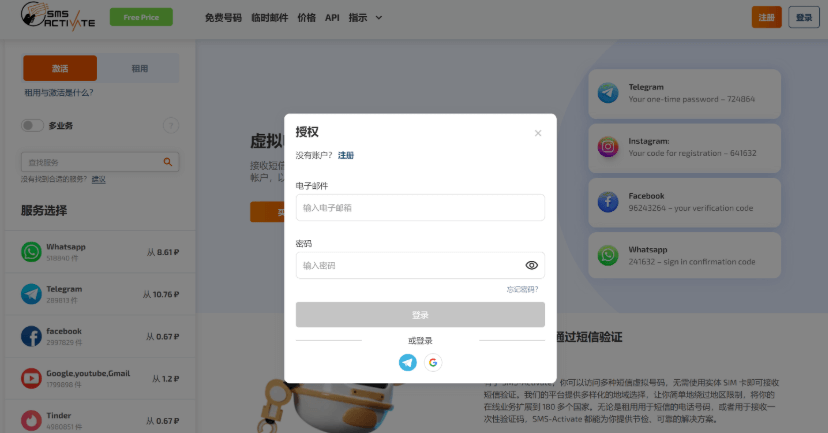 SMS
ACTIVATE
Free Price
免费号码 临时邮件 价格 API 指示
注册
登录
激活
租用
租用与激活是什么?
多业务
查找服务
没有找到合适的服务? 建议
服务选择
Whatsapp
从 8.61 ₽
Telegram
从 10.76 ₽
facebook
从 0.67 ₽
Google,youtube,Gmail
从 1.2 ₽
Tinder
从 0.67 ₽
虚拟
接收短信
帐户,以
授权
没有账户? 注册
电子邮件
输入电子邮箱
密码
输入密码
忘记密码?
登录
或登录
Telegram
Your one-time password – 724864
Instagram:
Your code for registration – 641632
Facebook
96243264 – your verification code
Whatsapp
241632 – sign in confirmation code
通过短信验证
你可以访问多种短信虚拟号码,无需使用实体 SIM 卡即可接收
短信验证。我们的平台提供多样化的地域选择,让你简单地绕过地区限制,将你的
在线业务扩展到 180 多个国家。无论是租用用于短信的电话号码,或者用于接收一
次性验证码,SMS-Activate 都能为你提供节俭,可靠的解决方案。